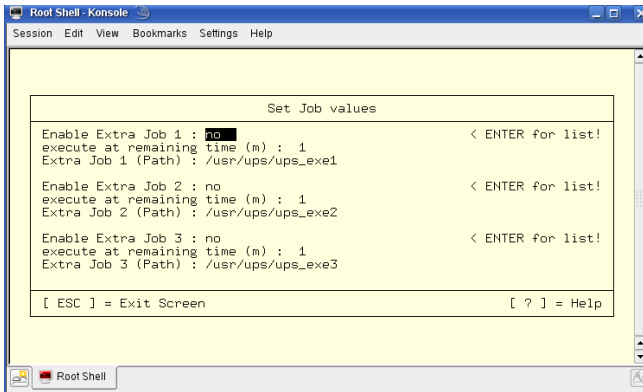 Root Shell - Konsole
Session Edit View Bookmarks Settings Help
Set Job values
Enable Extra Job 1 : no < ENTER for list!
execute at remaining time (m) : 1
Extra Job 1 (Path) : /usr/ups/ups_exe1
Enable Extra Job 2 : no < ENTER for list!
execute at remaining time (m) : 1
Extra Job 2 (Path) : /usr/ups/ups_exe2
Enable Extra Job 3 : no < ENTER for list!
execute at remaining time (m) : 1
Extra Job 3 (Path) : /usr/ups/ups_exe3
[ ESC ] = Exit Screen [ ? ] = Help
Root Shell